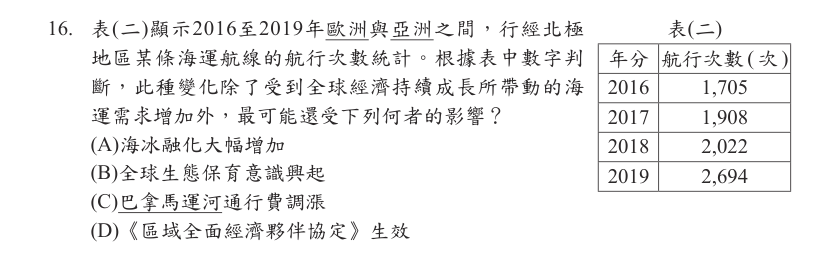 16. 表(二)顯示2016至2019年歐洲與亞洲之間，行經北極
地區某條海運航線的航行次數統計。根據表中數字判
斷，此種變化除了受到全球經濟持續成長所帶動的海
運需求增加外，最可能還受下列何者的影響？
(A)海冰融化大幅增加
(B)全球生態保育意識興起
(C)巴拿馬運河通行費調漲
(D)《區域全面經濟夥伴協定》生效
表(二)
年分 航行次數(次)
2016 1,705
2017 1,908
2018 2,022
2019 2,694